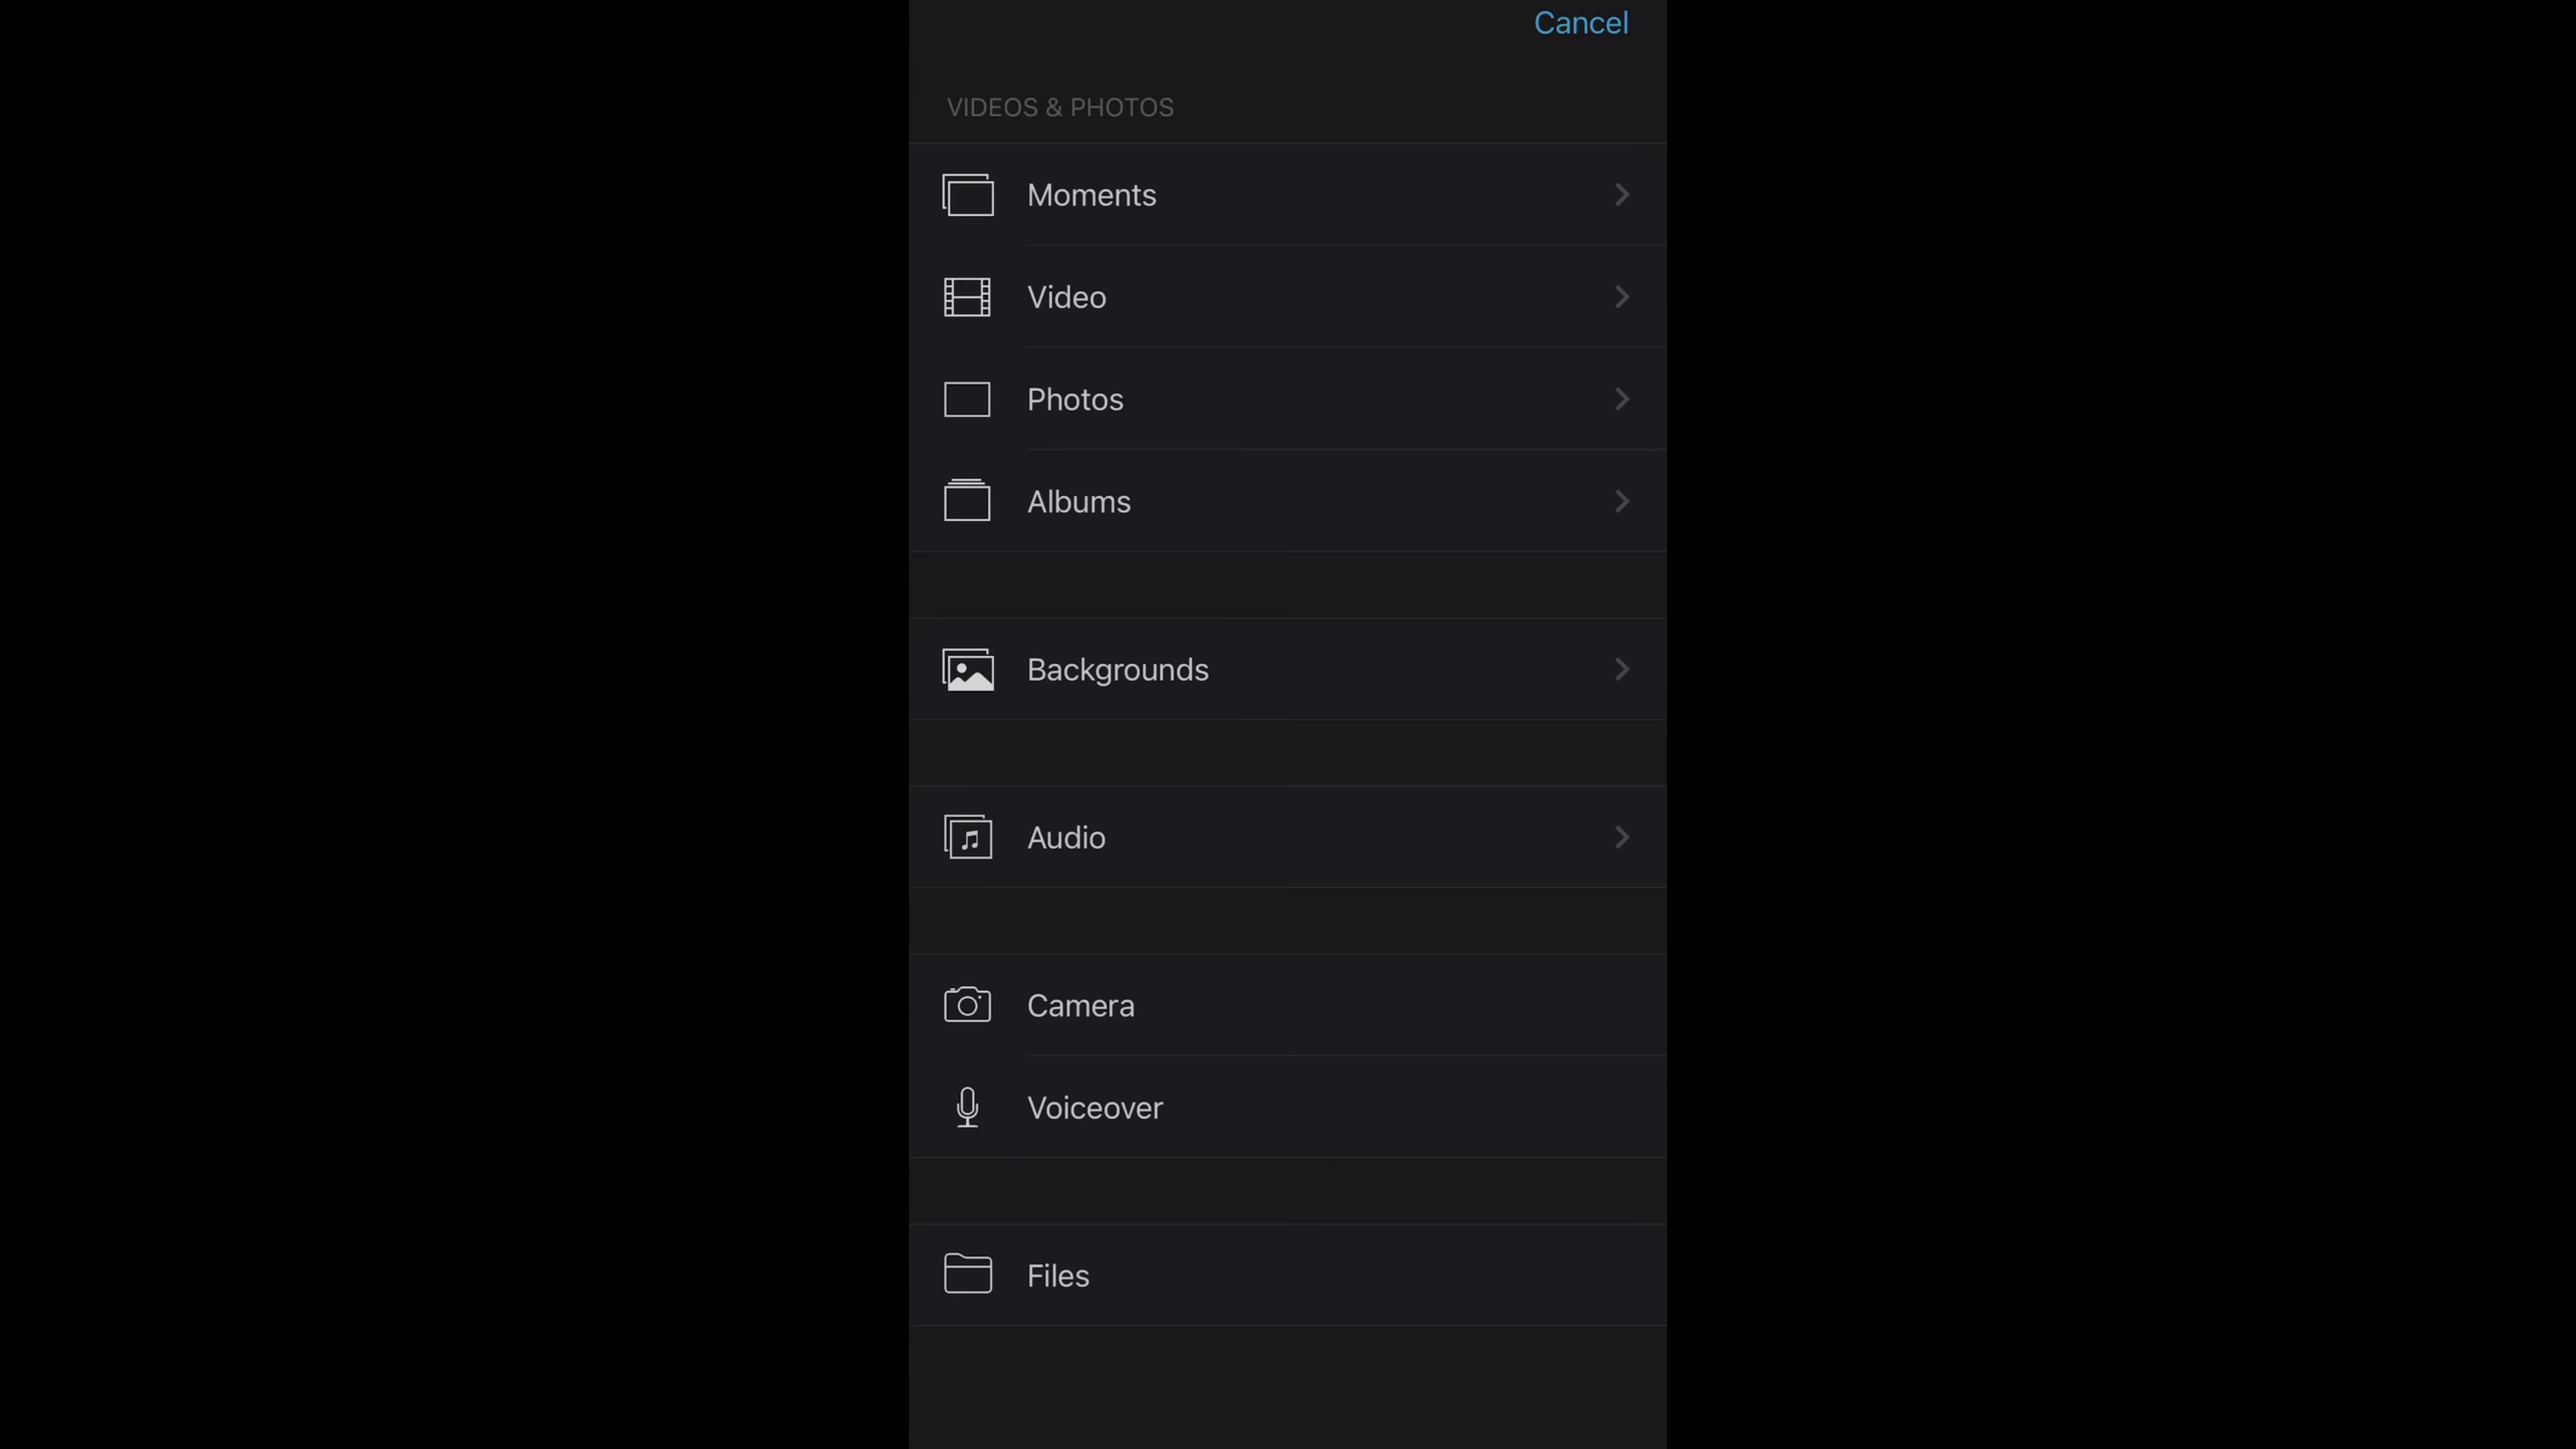 Cancel
VIDEOS & PHOTOS
Moments
Video
Photos
Albums
Backgrounds
Audio
Camera
Voiceover
Files